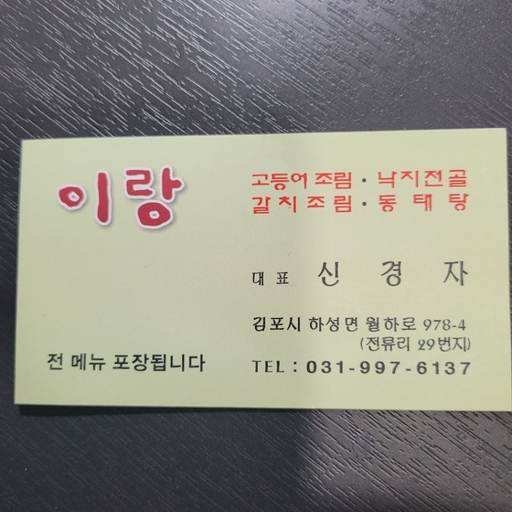 이랑
고등어 조림 · 낙지전골
갈 치 조 림 · 동 태 탕
대 표 신 경 자
김포시 하성면 월하로 978-4
(전류리 29번지)
전 메뉴 포장됩니다
TEL : 031-997-6137